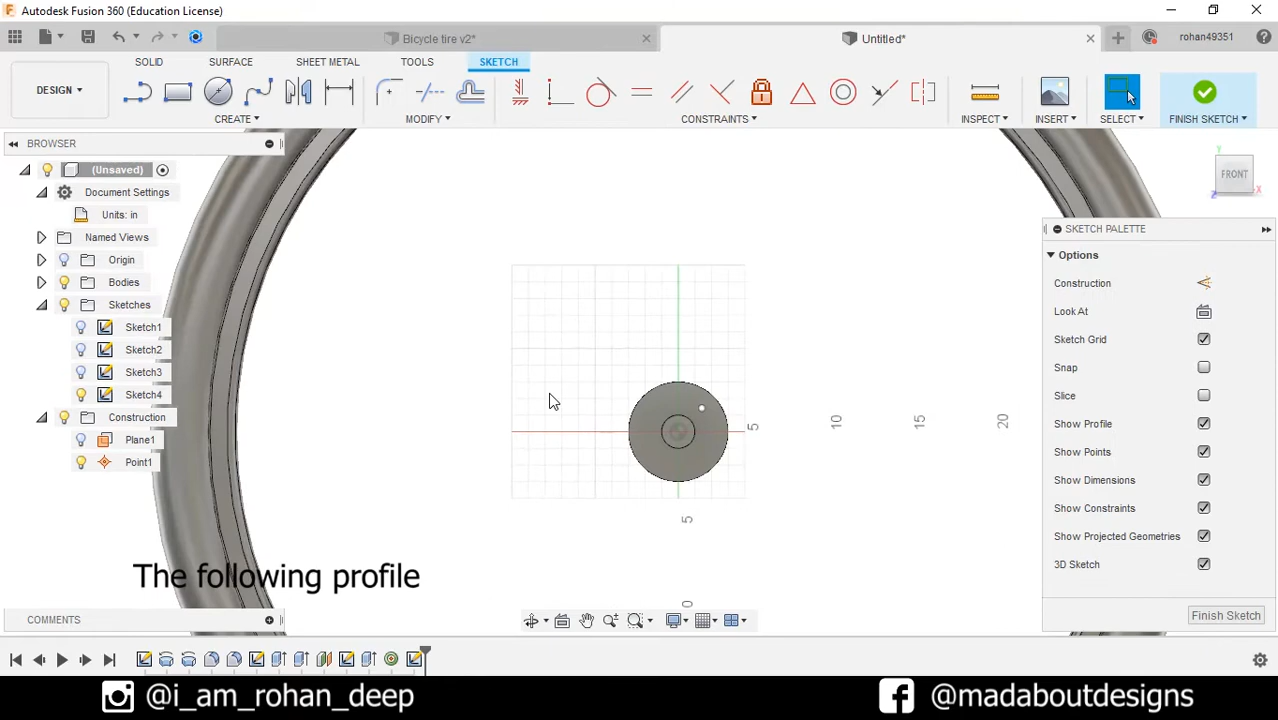 Autodesk Fusion 360 (Education License)
Bicycle tire v2*
Untitled*
rohan49351
DESIGN
SOLID
SURFACE
SHEET METAL
TOOLS
SKETCH
CREATE
MODIFY
CONSTRAINTS
INSPECT
INSERT
SELECT
FINISH SKETCH
BROWSER
(Unsaved)
Document Settings
Units: in
Named Views
Origin
Bodies
Sketches
Sketch1
Sketch2
Sketch3
Sketch4
Construction
Plane1
Point1
Y
FRONT
Z
X
SKETCH PALETTE
Options
Construction
Look At
Sketch Grid
Snap
Slice
Show Profile
Show Points
Show Dimensions
Show Constraints
Show Projected Geometries
3D Sketch
Finish Sketch
5
10
15
20
5
0
The following profile
COMMENTS
@i_am_rohan_deep
@madaboutdesigns